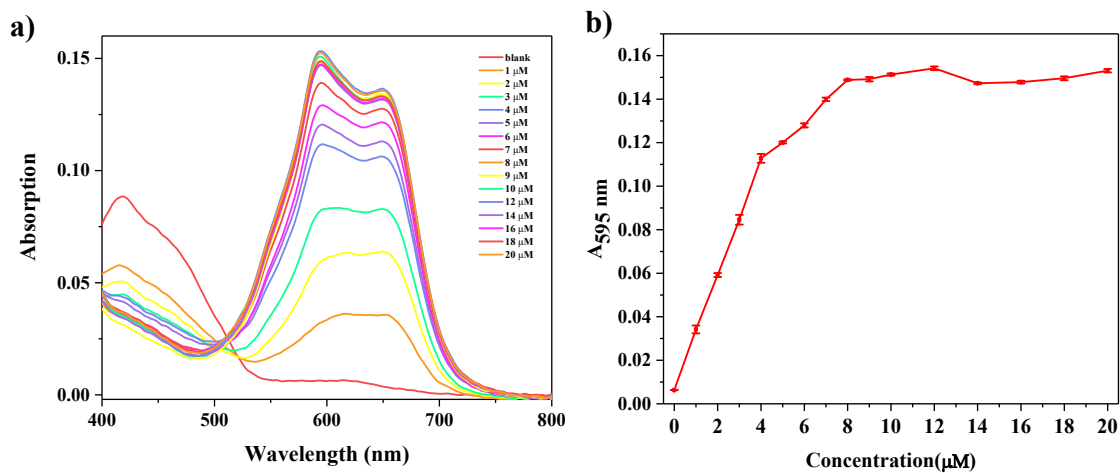 a)
0.15
0.10
0.05
0.00
Absorption
400
500
600
700
800
Wavelength (nm)
blank
1 μM
2 μM
3 μM
4 μM
5 μM
6 μM
7 μM
8 μM
9 μM
10 μM
12 μM
14 μM
16 μM
18 μM
20 μM
b)
0.16
0.14
0.12
0.10
0.08
0.06
0.04
0.02
0.00
A595 nm
0
2
4
6
8
10
12
14
16
18
20
Concentration(μM)